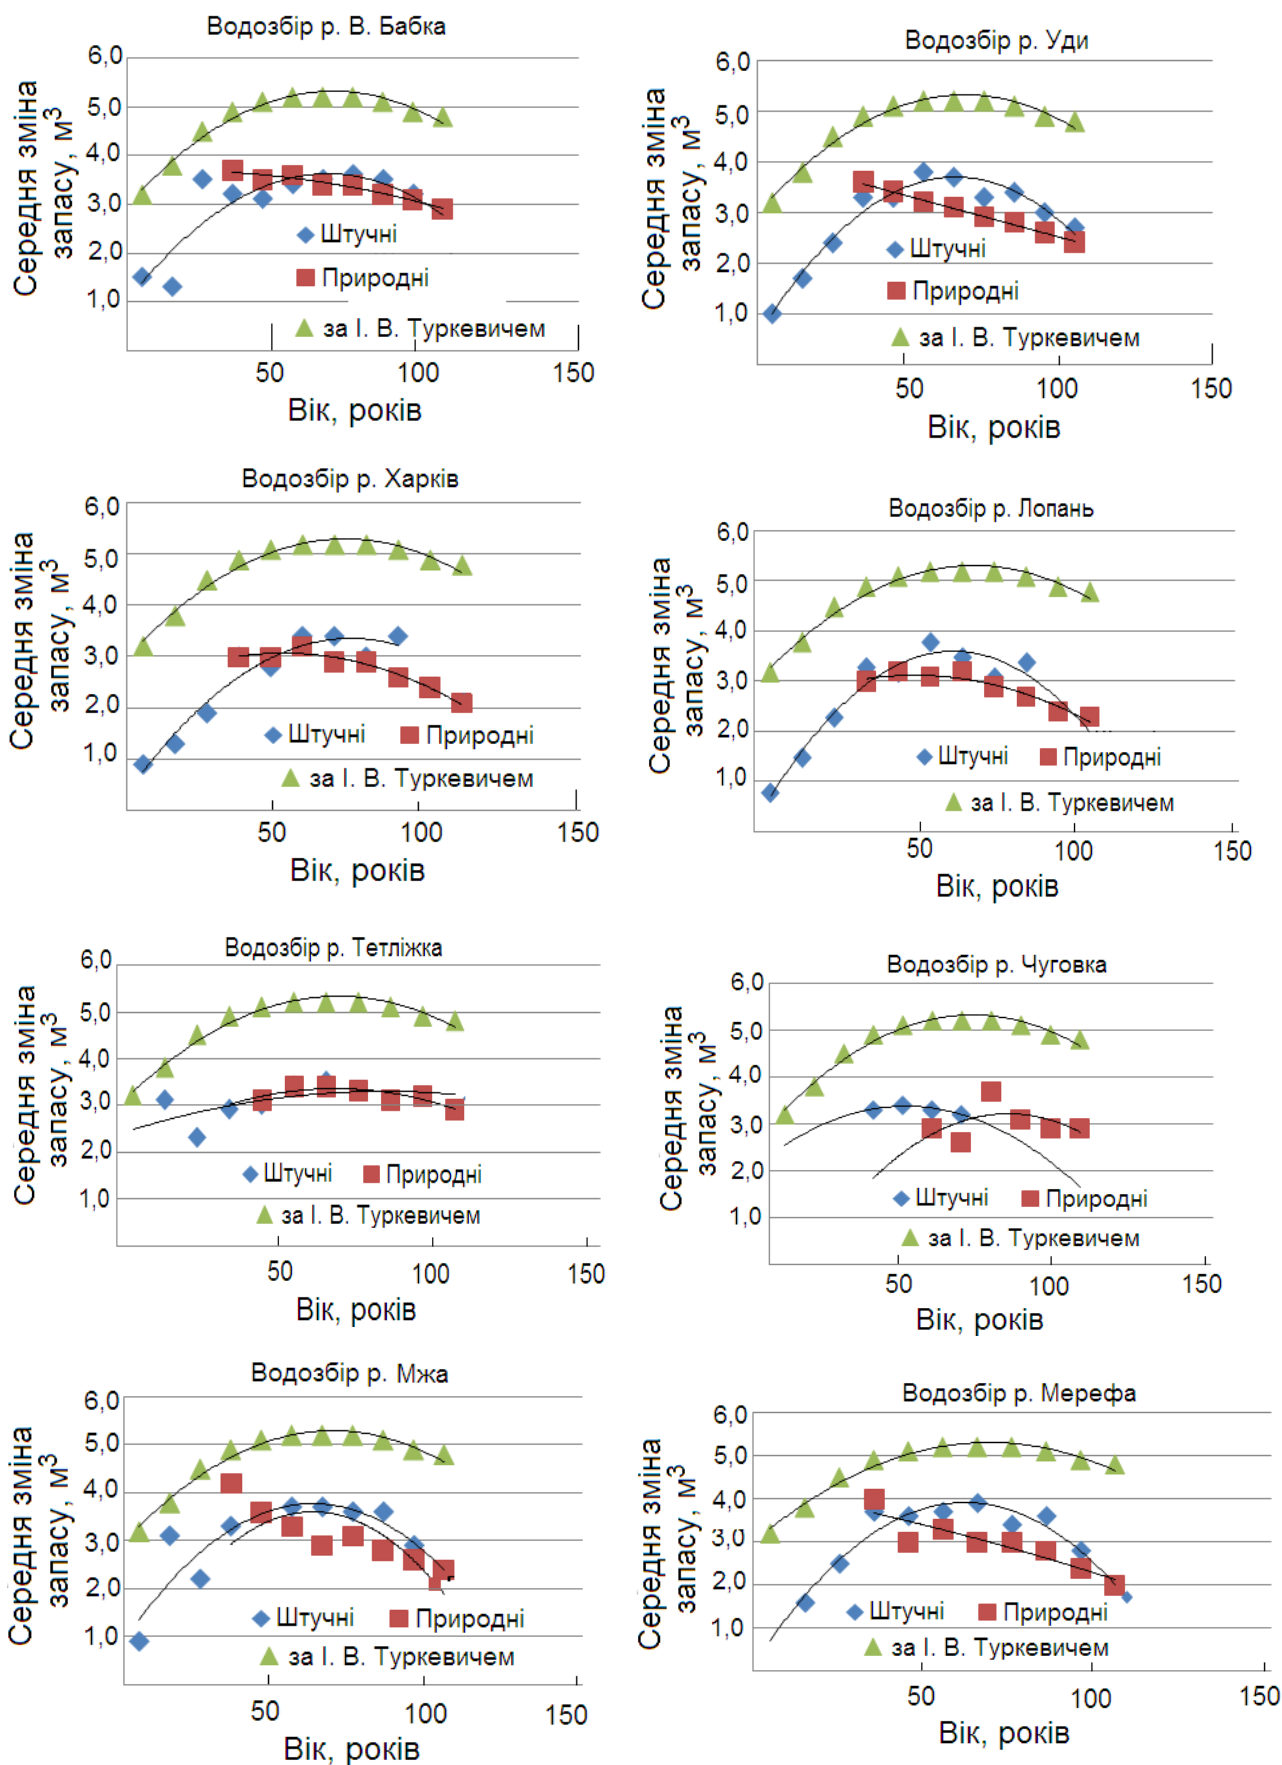 Водозбір р. В. Бабка
Середня зміна
запасу, м³
6,0
5,0
4,0
3,0
2,0
1,0
Штучні
Природні
за І. В. Туркевичем
50
100
150
Вік, років
Водозбір р. Уди
Середня зміна
запасу, м³
6,0
5,0
4,0
3,0
2,0
1,0
Штучні
Природні
за І. В. Туркевичем
50
100
150
Вік, років
Водозбір р. Харків
Середня зміна
запасу, м³
6,0
5,0
4,0
3,0
2,0
1,0
Штучні
Природні
за І. В. Туркевичем
50
100
150
Вік, років
Водозбір р. Лопань
Середня зміна
запасу, м³
6,0
5,0
4,0
3,0
2,0
1,0
Штучні
Природні
за І. В. Туркевичем
50
100
150
Вік, років
Водозбір р. Тетліжка
Середня зміна
запасу, м³
6,0
5,0
4,0
3,0
2,0
1,0
Штучні
Природні
за І. В. Туркевичем
50
100
150
Вік, років
Водозбір р. Чуговка
Середня зміна
запасу, м³
6,0
5,0
4,0
3,0
2,0
1,0
Штучні
Природні
за І. В. Туркевичем
50
100
150
Вік, років
Водозбір р. Мжа
Середня зміна
запасу, м³
6,0
5,0
4,0
3,0
2,0
1,0
Штучні
Природні
за І. В. Туркевичем
50
100
150
Вік, років
Водозбір р. Мерефа
Середня зміна
запасу, м³
6,0
5,0
4,0
3,0
2,0
1,0
Штучні
Природні
за І. В. Туркевичем
50
100
150
Вік, років